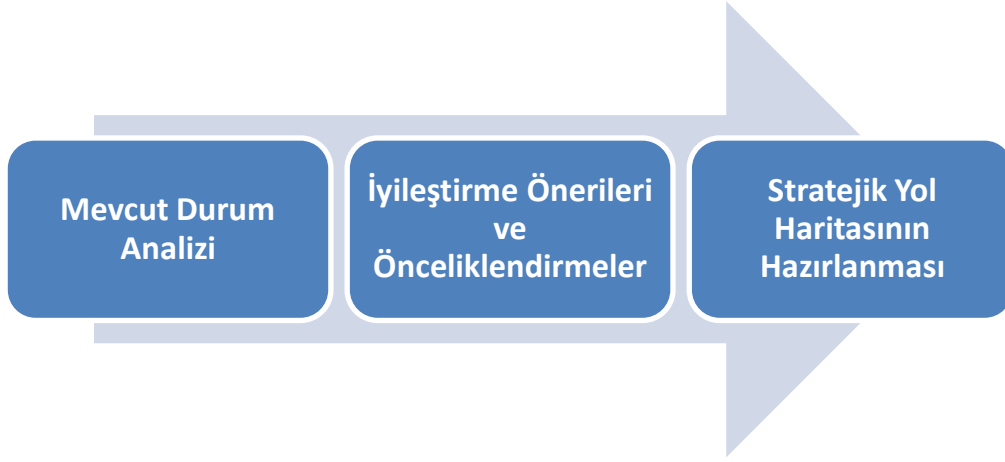 Mevcut Durum
Analizi
İyileştirme Önerileri
ve
Önceliklendirmeler
Stratejik Yol
Haritasının
Hazırlanması